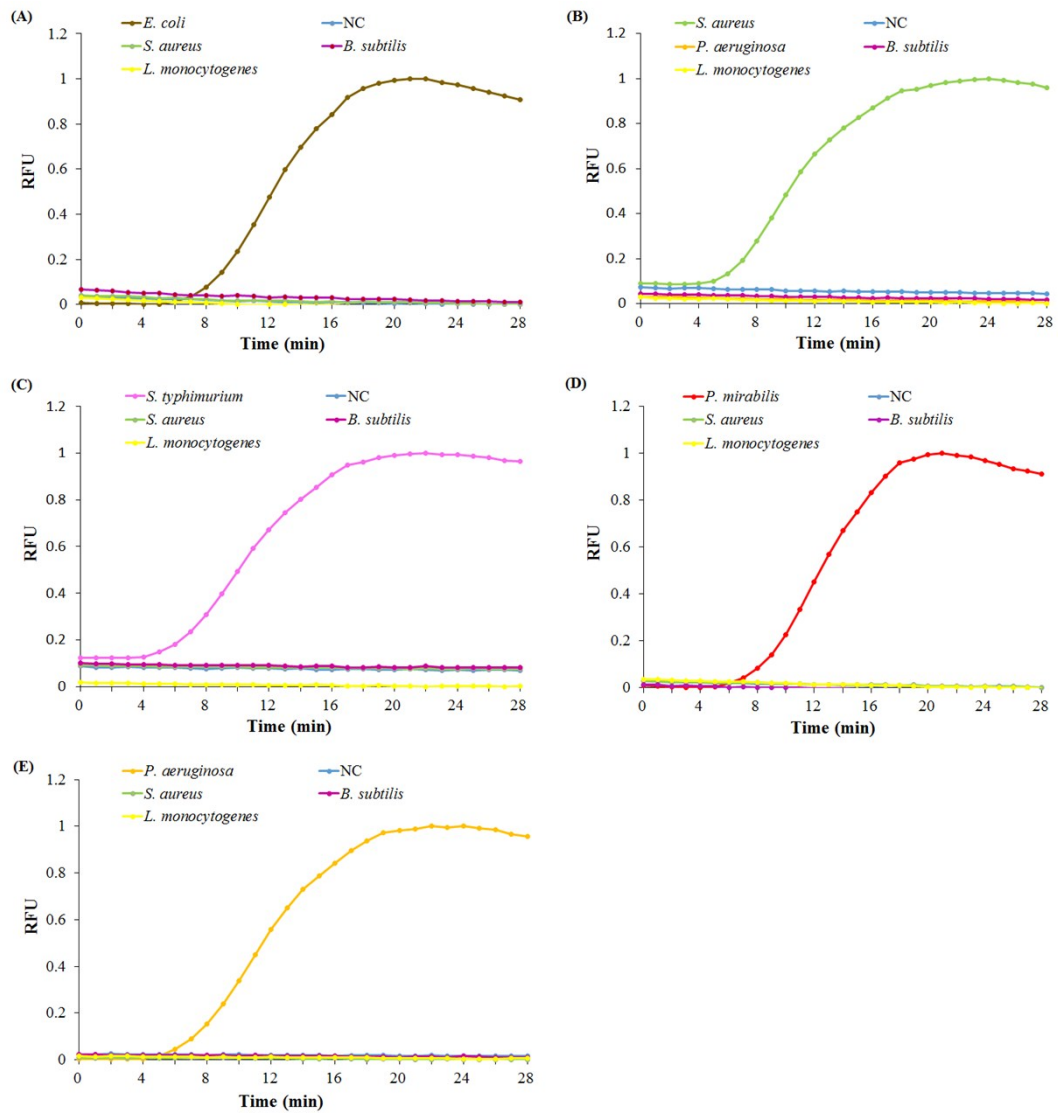 (A)
E. coli NC
S. aureus B. subtilis
L. monocytogenes
1.2
1
0.8
0.6
0.4
0.2
0
RFU
0 4 8 12 16 20 24 28
Time (min)
(B)
S. aureus NC
P. aeruginosa B. subtilis
L. monocytogenes
1.2
1
0.8
0.6
0.4
0.2
0
RFU
0 4 8 12 16 20 24 28
Time (min)
(C)
S. typhimurium NC
S. aureus B. subtilis
L. monocytogenes
1.2
1
0.8
0.6
0.4
0.2
0
RFU
0 4 8 12 16 20 24 28
Time (min)
(D)
P. mirabilis NC
S. aureus B. subtilis
L. monocytogenes
1.2
1
0.8
0.6
0.4
0.2
0
RFU
0 4 8 12 16 20 24 28
Time (min)
(E)
P. aeruginosa NC
S. aureus B. subtilis
L. monocytogenes
1.2
1
0.8
0.6
0.4
0.2
0
RFU
0 4 8 12 16 20 24 28
Time (min)